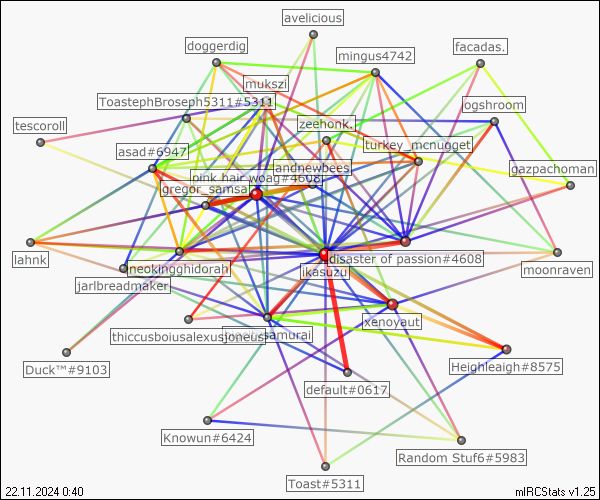 avelicious
doggerdig
mingus4742
facadas.
mukszi
ToastephBroseph5311#5311
ogshroom
tescoroll
zeehonk.
turkey_mcnugget
asad#6947
andnewbees
pink.hair_woag#4608
gazpachoman
gregor_samsa
lahnk
disaster of passion#4608
neokingghidorah
ikasuzu
moonraven
jarlbreadmaker
xenoyaut
thiccusboiusalexusjoneus
samurai
Duck™#9103
Heighleaigh#8575
default#0617
Knowun#6424
Random Stuf6#5983
Toast#5311
22.11.2024 0:40
mIRCStats v1.25